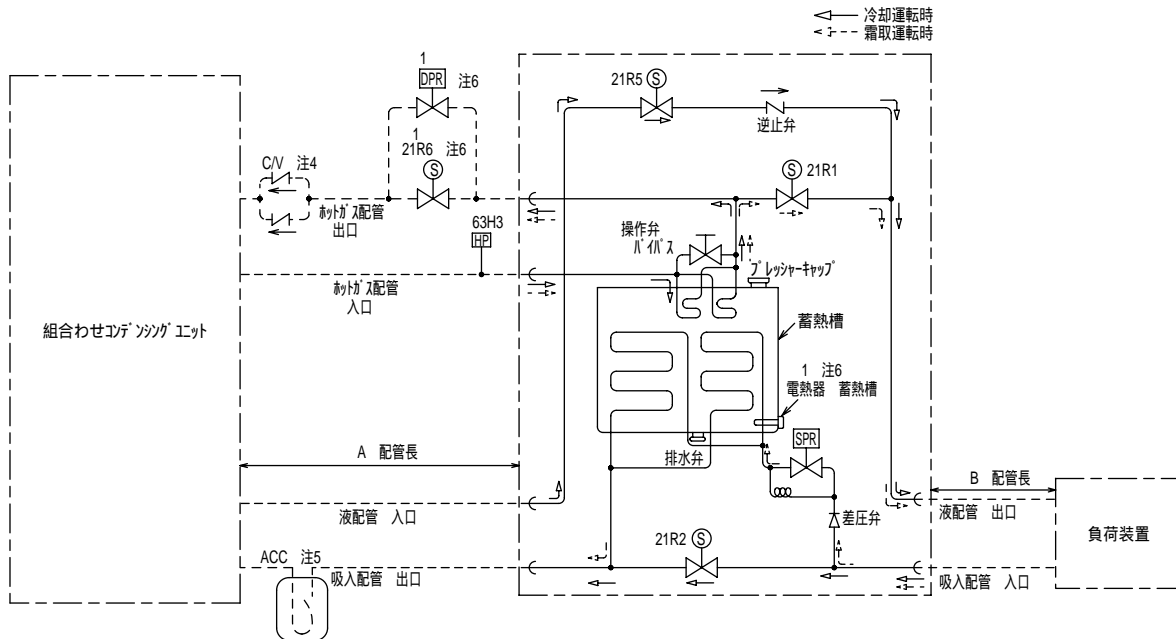 冷却運転時
霜取運転時
1
DPR 注6
21R5 S
逆止弁
1
21R6 注6
S
C/V 注4
S 21R1
ホットガス配管
出口
63H3
HP
操作弁
バイパス
プレッシャーキャップ
ホットガス配管
入口
組合わせコンデンシングユニット
蓄熱槽
1 注6
電熱器 蓄熱槽
SPR
排水弁
A 配管長
B 配管長
液配管 入口
差圧弁
液配管 出口
負荷装置
21R2 S
ACC 注5
吸入配管 出口
吸入配管 入口